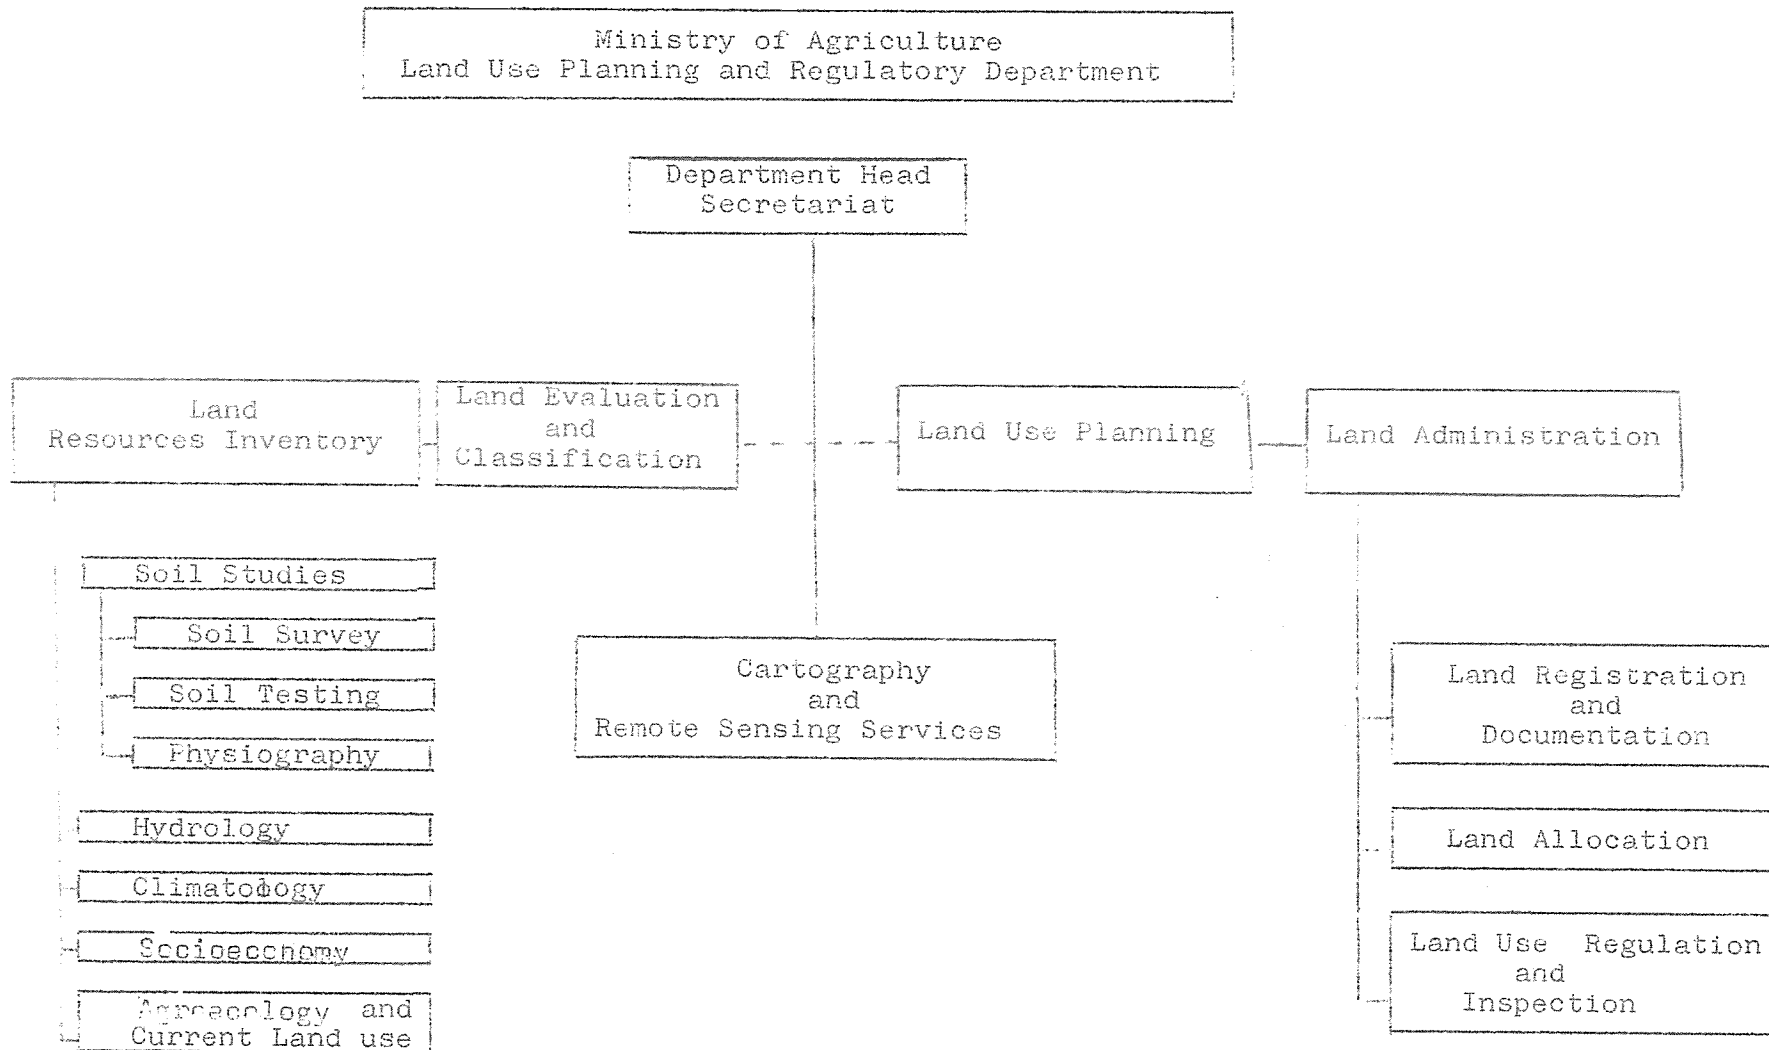 Ministry of Agriculture
Land Use Planning and Regulatory Department
Department Head
Secretariat
Land
Resources Inventory
Land Evaluation
and
Classification
Land Use Planning
Land Administration
Soil Studies
Soil Survey
Soil Testing
Physiography
Hydrology
Climatology
Socioeconomy
Agroecology and
Current Land use
Cartography
and
Remote Sensing Services
Land Registration
and
Documentation
Land Allocation
Land Use Regulation
and
Inspection